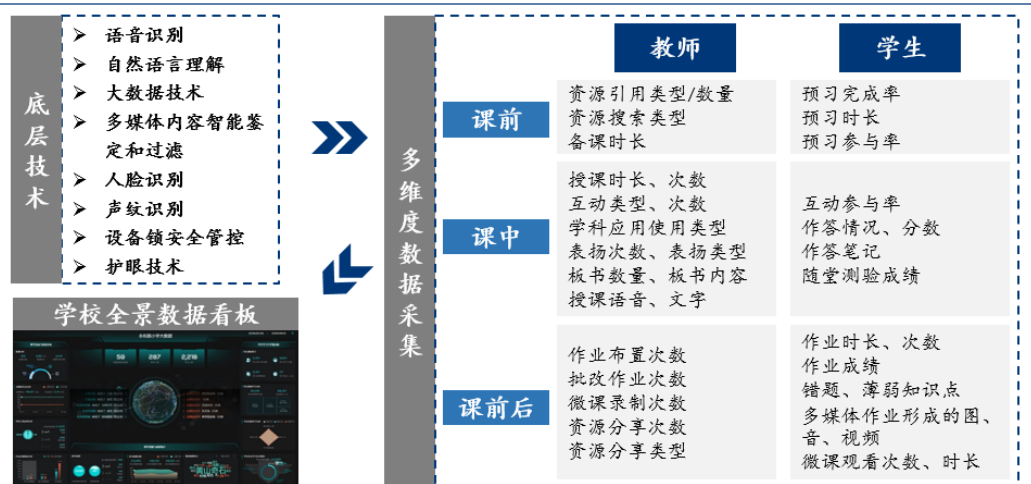 底层技术
语音识别
自然语言理解
大数据技术
多媒体内容智能鉴
定和过滤
人脸识别
声纹识别
设备锁安全管控
护眼技术
学校全景数据看板
50
207
2,218
多维度数据采集
教师
学生
课前
资源引用类型/数量
资源搜索类型
备课时长
预习完成率
预习时长
预习参与率
课中
授课时长、次数
互动类型、次数
学科应用使用类型
表扬次数、表扬类型
板书数量、板书内容
授课语音、文字
互动参与率
作答情况、分数
作答笔记
随堂测验成绩
课前后
作业布置次数
批改作业次数
微课录制次数
资源分享次数
资源分享类型
作业时长、次数
作业成绩
错题、薄弱知识点
多媒体作业形成的图、
音、视频
微课观看次数、时长